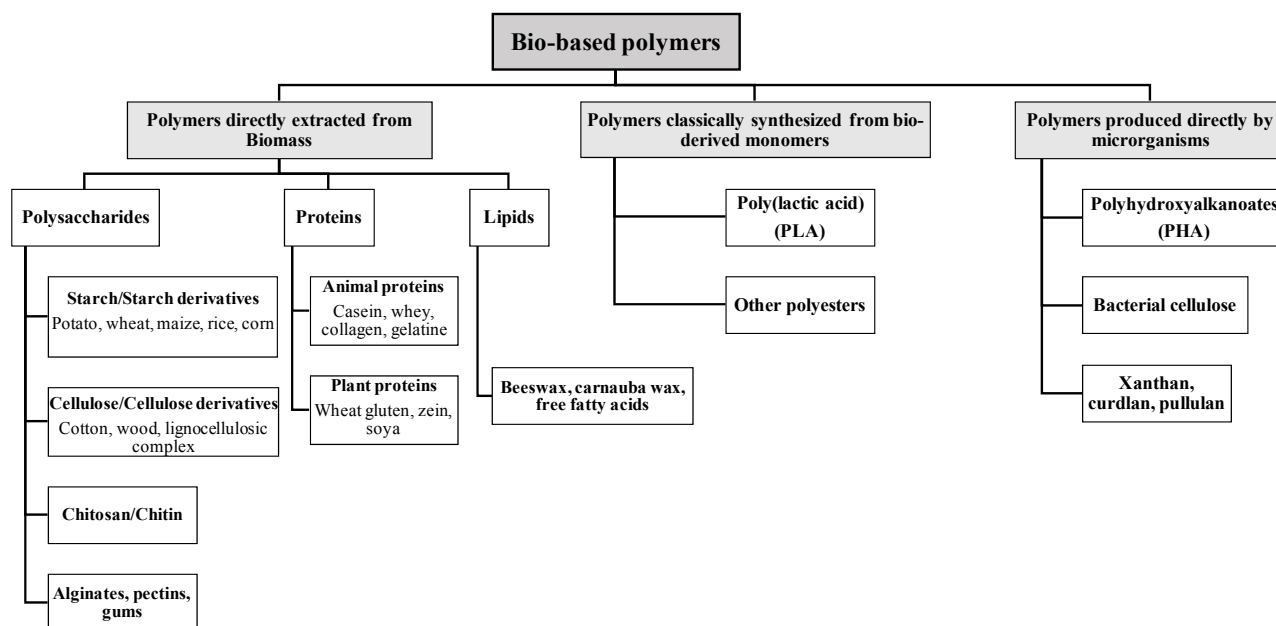 Bio-based polymers
Polymers directly extracted from
Biomass
Polymers classically synthesized from bio-
derived monomers
Polymers produced directly by
microrganisms
Polysaccharides
Proteins
Lipids
Poly(lactic acid)
(PLA)
Polyhydroxyalkanoates
(PHA)
Starch/Starch derivatives
Potato, wheat, maize, rice, corn
Animal proteins
Casein, whey,
collagen, gelatine
Other polyesters
Bacterial cellulose
Cellulose/Cellulose derivatives
Cotton, wood, lignocellulosic
complex
Plant proteins
Wheat gluten, zein,
soya
Beeswax, carnauba wax,
free fatty acids
Xanthan,
curdlan, pullulan
Chitosan/Chitin
Alginates, pectins,
gums